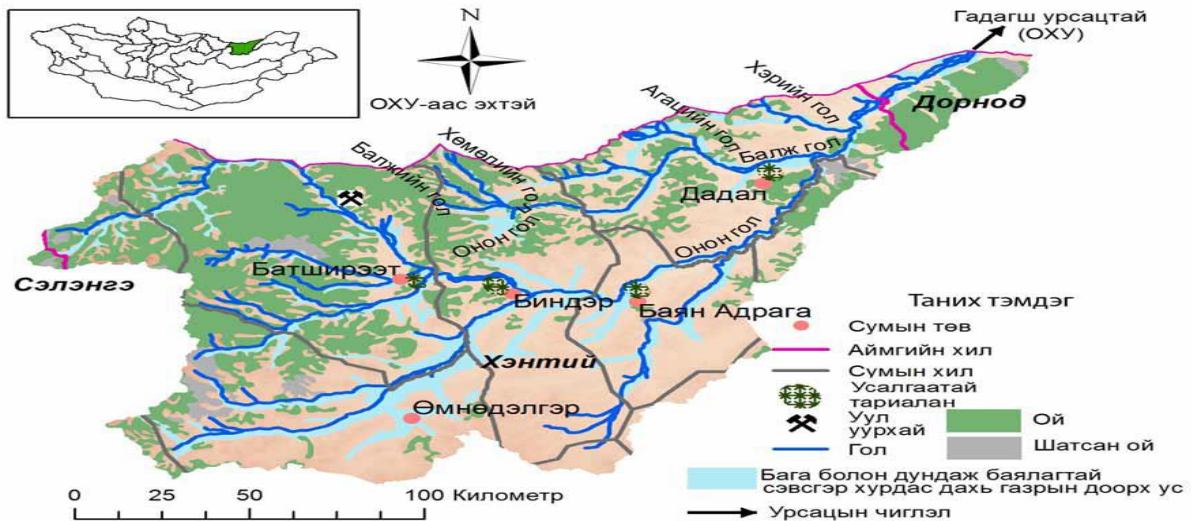 N
Гадагш урсацтай
(ОХУ)
ОХУ-аас эхтэй
Хэрийн гол
Агацийн гол
Дорнод
Хөмөлийн гол
Балжийн гол
Балж гол
Дадал
Онон гол
Онон гол
Батширээт
Сэлэнгэ
Биндэр
Баян Адрага
Хэнтий
Өмнөдэлгэр
Таних тэмдэг
Сумын төв
Аймгийн хил
Сумын хил
Усалгаатай
тариалан
Уул
уурхай
Ой
Гол
Шатсан ой
Бага болон дундаж баялагтай
сэвсгэр хурдас дахь газрын доорх ус
Урсацын чиглэл
0 25 50 100 Километр